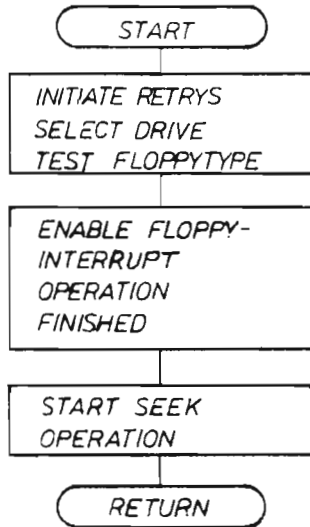 START
INITIATE RETRYS
SELECT DRIVE
TEST FLOPPYTYPE
ENABLE FLOPPY-
INTERRUPT
OPERATION
FINISHED
START SEEK
OPERATION
RETURN